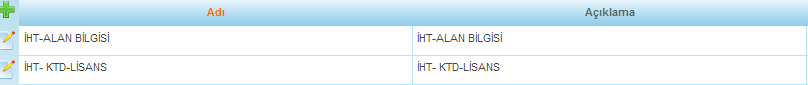 Adı Açıklama
İHT-ALAN BİLGİSİ İHT-ALAN BİLGİSİ
İHT- KTD-LİSANS İHT- KTD-LİSANS